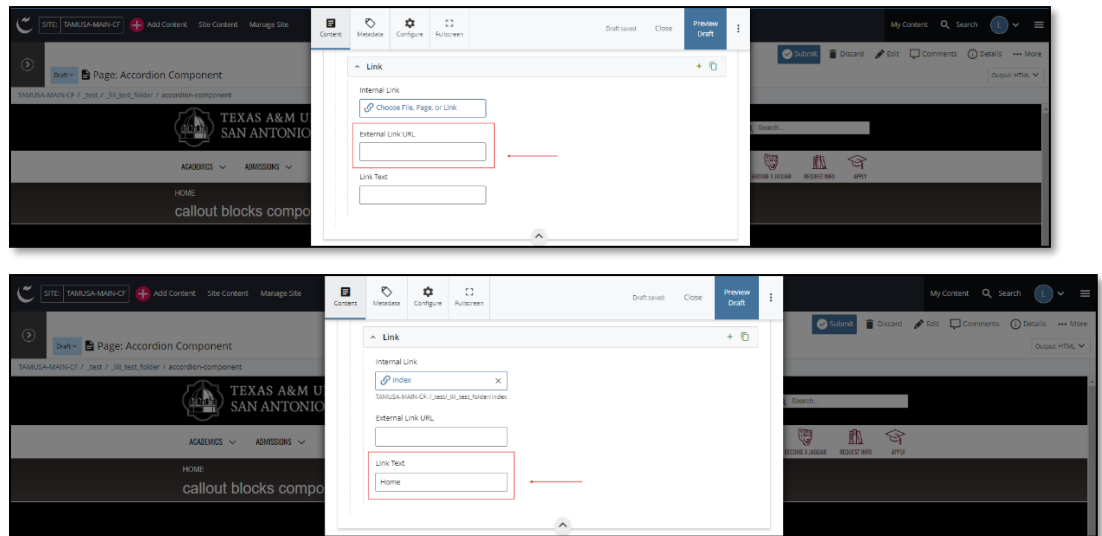 SITE: TAMUSA-MAIN-CF Add Content Site Content Manage Site
Content Metadata Configure Fullscreen
Draft saved Close Preview Draft
My Content Search L
Submit Discard Edit Comments Details More
Draft Page: Accordion Component
Output: HTML
TAMUSA-MAIN-CF / _test / _lili_test_folder / accordion-component
Link
Internal Link
Choose File, Page, or Link
External Link URL
Link Text
TEXAS A&M U
SAN ANTONIO
Search...
ACADEMICS ADMISSIONS
BECOME A JAGUAR REQUEST INFO APPLY
HOME
callout blocks compo
SITE: TAMUSA-MAIN-CF Add Content Site Content Manage Site
Content Metadata Configure Fullscreen
Draft saved Close Preview Draft
My Content Search L
Submit Discard Edit Comments Details More
Draft Page: Accordion Component
Output: HTML
TAMUSA-MAIN-CF / _test / _lili_test_folder / accordion-component
Link
Internal Link
index
TAMUSA-MAIN-CF: /_test/_lili_test_folder/index
External Link URL
Link Text
Home
TEXAS A&M U
SAN ANTONIO
Search...
ACADEMICS ADMISSIONS
BECOME A JAGUAR REQUEST INFO APPLY
HOME
callout blocks compo